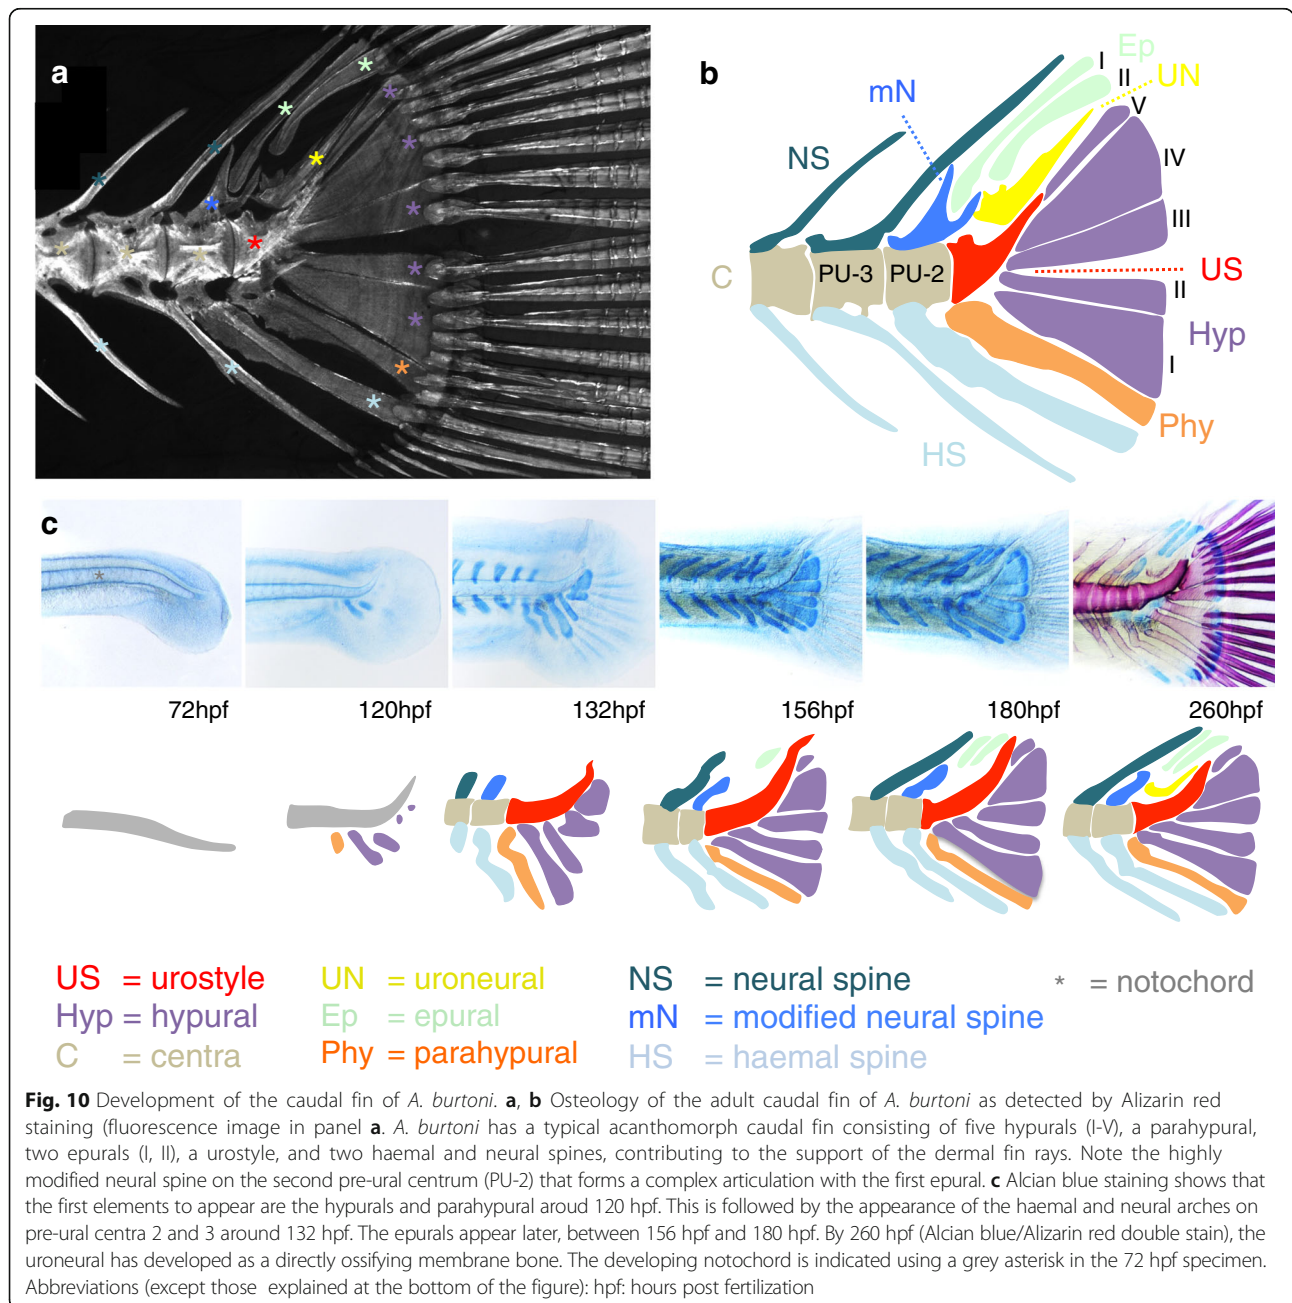 a
b
Ep
I
II
UN
V
mN
NS
IV
III
C
PU-3
PU-2
US
II
Hyp
I
Phy
HS
c
72hpf
120hpf
132hpf
156hpf
180hpf
260hpf
US = urostyle
Hyp = hypural
C = centra
UN = uroneural
Ep = epural
Phy = parahypural
NS = neural spine
mN = modified neural spine
HS = haemal spine
* = notochord
Fig. 10 Development of the caudal fin of A. burtoni. a, b Osteology of the adult caudal fin of A. burtoni as detected by Alizarin red
staining (fluorescence image in panel a. A. burtoni has a typical acanthomorph caudal fin consisting of five hypurals (I-V), a parahypural,
two epurals (I, II), a urostyle, and two haemal and neural spines, contributing to the support of the dermal fin rays. Note the highly
modified neural spine on the second pre-ural centrum (PU-2) that forms a complex articulation with the first epural. c Alcian blue staining shows that
the first elements to appear are the hypurals and parahypural aroud 120 hpf. This is followed by the appearance of the haemal and neural arches on
pre-ural centra 2 and 3 around 132 hpf. The epurals appear later, between 156 hpf and 180 hpf. By 260 hpf (Alcian blue/Alizarin red double stain), the
uroneural has developed as a directly ossifying membrane bone. The developing notochord is indicated using a grey asterisk in the 72 hpf specimen.
Abbreviations (except those explained at the bottom of the figure): hpf: hours post fertilization